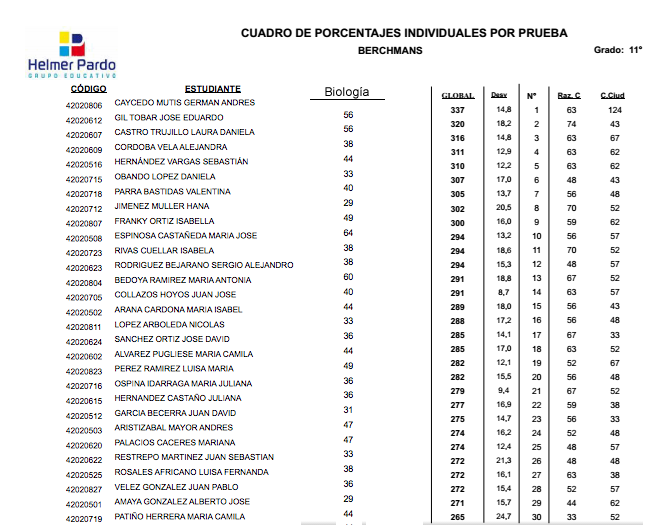 CUADRO DE PORCENTAJES INDIVIDUALES POR PRUEBA
BERCHMANS
Grado: 11°
Helmer Pardo
GRUPO EDUCATIVO
CÓDIGO ESTUDIANTE Biología
42020806 CAYCEDO MUTIS GERMAN ANDRES
42020612 GIL TOBAR JOSE EDUARDO 56
42020607 CASTRO TRUJILLO LAURA DANIELA 56
42020609 CORDOBA VELA ALEJANDRA 38
42020516 HERNÁNDEZ VARGAS SEBASTIÁN 44
42020715 OBANDO LOPEZ DANIELA 33
42020718 PARRA BASTIDAS VALENTINA 40
42020712 JIMENEZ MULLER HANA 29
42020807 FRANKY ORTIZ ISABELLA 49
42020508 ESPINOSA CASTAÑEDA MARIA JOSE 64
42020723 RIVAS CUELLAR ISABELA 38
42020623 RODRIGUEZ BEJARANO SERGIO ALEJANDRO 38
42020804 BEDOYA RAMIREZ MARIA ANTONIA 60
42020705 COLLAZOS HOYOS JUAN JOSE 40
42020502 ARANA CARDONA MARIA ISABEL 44
42020811 LOPEZ ARBOLEDA NICOLAS 33
42020624 SANCHEZ ORTIZ JOSE DAVID 36
42020602 ALVAREZ PUGLIESE MARIA CAMILA 44
42020823 PEREZ RAMIREZ LUISA MARIA 49
42020716 OSPINA IDARRAGA MARIA JULIANA 36
42020615 HERNANDEZ CASTAÑO JULIANA 36
42020512 GARCIA BECERRA JUAN DAVID 31
42020503 ARISTIZABAL MAYOR ANDRES 47
42020620 PALACIOS CACERES MARIANA 47
42020622 RESTREPO MARTINEZ JUAN SEBASTIAN 33
42020525 ROSALES AFRICANO LUISA FERNANDA 38
42020827 VELEZ GONZALEZ JUAN PABLO 36
42020501 AMAYA GONZALEZ ALBERTO JOSE 29
42020719 PATIÑO HERRERA MARIA CAMILA 44
GLOBAL Desv N° Raz. C C.Ciud
337 14,8 1 63 124
320 18,2 2 74 43
316 14,8 3 63 67
311 12,9 4 63 62
310 12,2 5 63 62
307 17,0 6 48 43
305 13,7 7 56 48
302 20,5 8 70 52
300 16,0 9 59 62
294 13,2 10 56 57
294 18,6 11 70 52
294 15,3 12 48 57
291 18,8 13 67 52
291 8,7 14 63 57
289 18,0 15 56 43
288 17,2 16 56 48
285 14,1 17 67 33
285 17,0 18 63 52
282 12,1 19 52 67
282 15,5 20 56 48
279 9,4 21 67 52
277 16,9 22 59 38
275 14,7 23 56 33
274 16,2 24 52 48
274 12,4 25 48 57
272 21,3 26 48 48
272 16,1 27 63 38
272 15,4 28 52 57
271 15,7 29 44 62
265 24,7 30 33 52